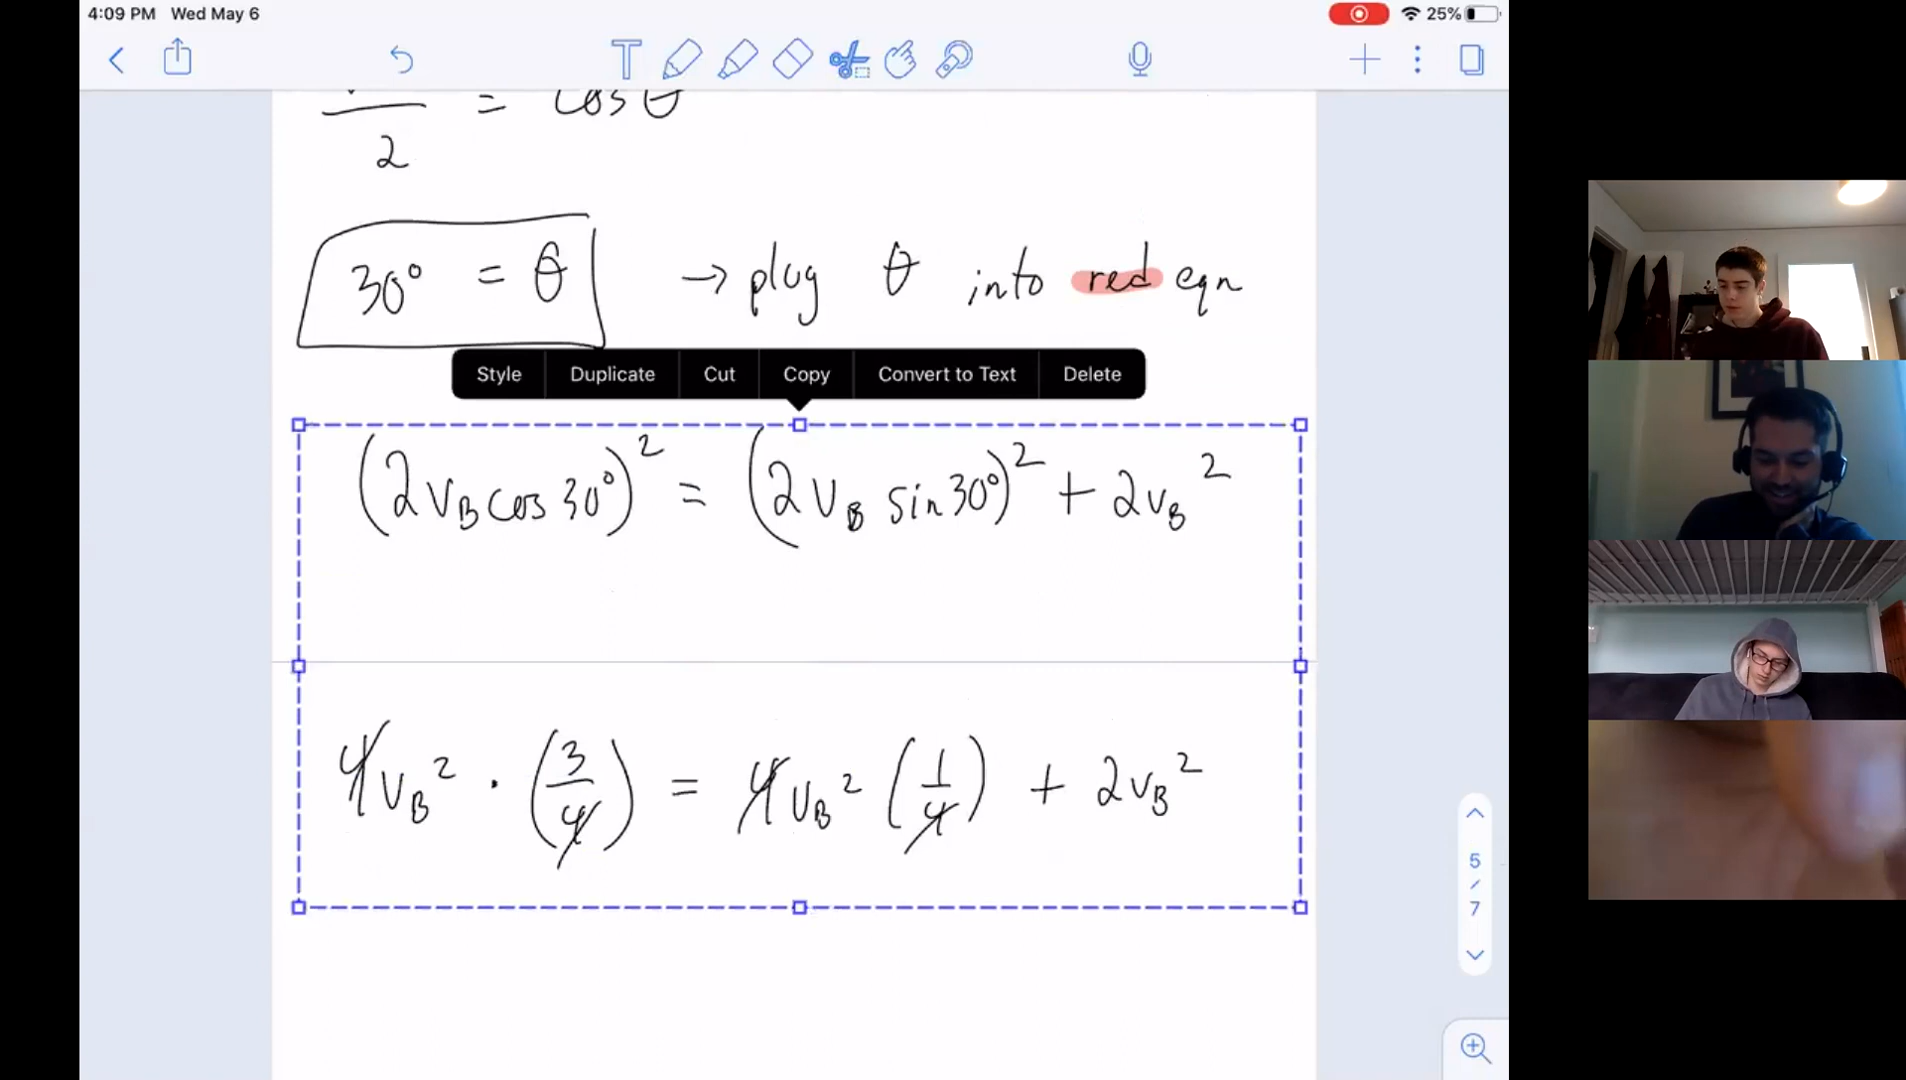 4:09 PM Wed May 6 25%
T
= cos θ
2
30° = θ → plug θ into red eqn
Style Duplicate Cut Copy Convert to Text Delete
(2v_B cos 30°)² = (2v_B sin 30°)² + 2v_B²
4v_B² · (3/4) = 4v_B² (1/4) + 2v_B²
5
/
7